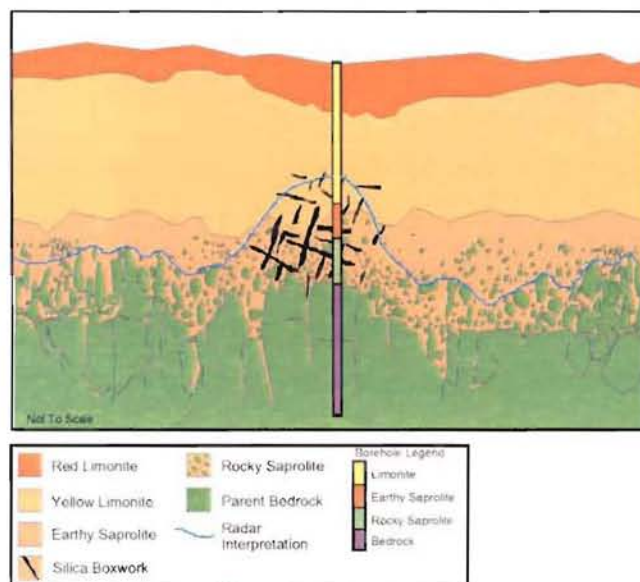 Not To Scale
Red Limonite
Yellow Limonite
Earthy Saprolite
Silica Boxwork
Rocky Saprolite
Parent Bedrock
Radar
Interpretation
Borehole Legend
Limonite
Earthy Saprolite
Rocky Saprolite
Bedrock